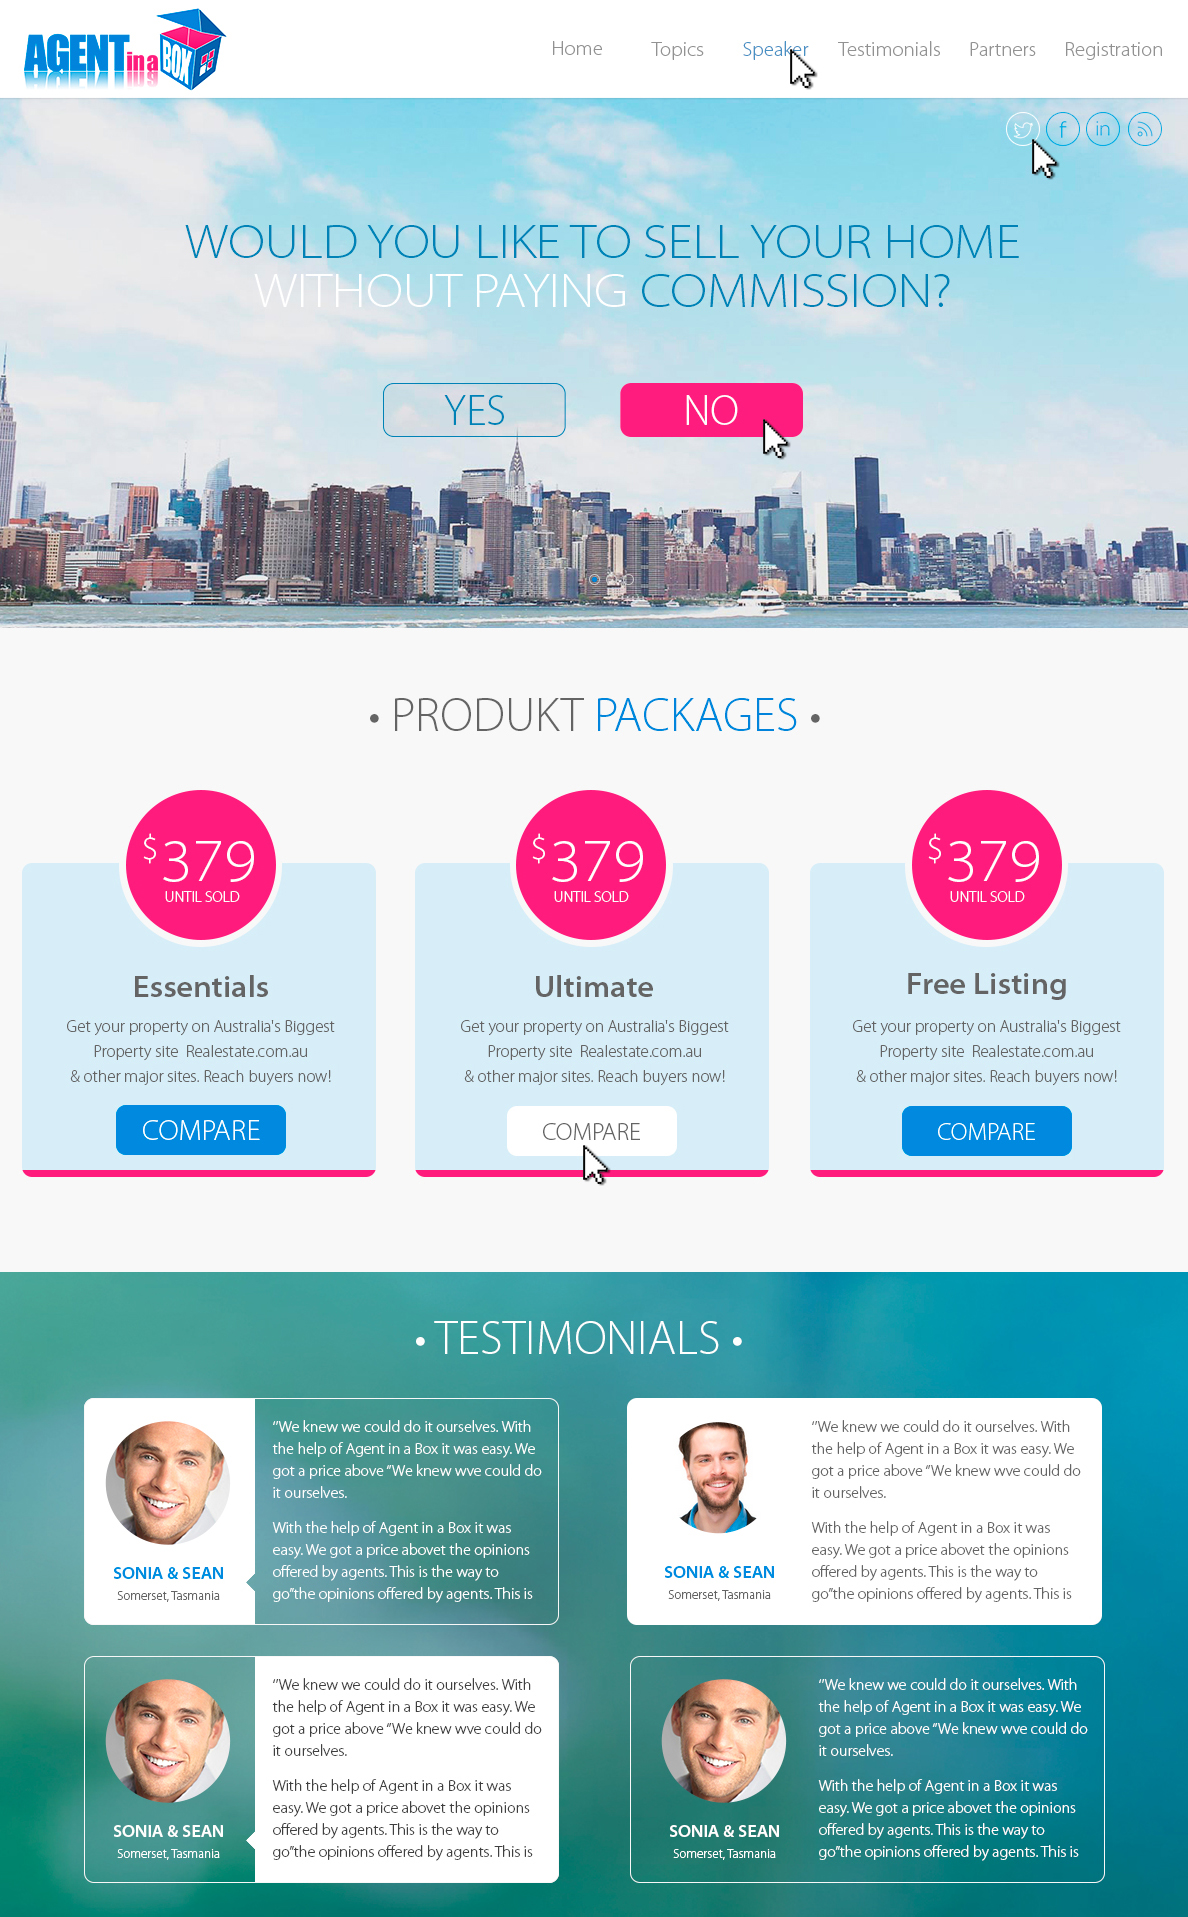 AGENT in a BOX
Home Topics Speaker Testimonials Partners Registration
f in
WOULD YOU LIKE TO SELL YOUR HOME
WITHOUT PAYING COMMISSION?
YES NO
• PRODUKT PACKAGES •
$379
UNTIL SOLD
Essentials
Get your property on Australia's Biggest
Property site Realestate.com.au
& other major sites. Reach buyers now!
COMPARE
$379
UNTIL SOLD
Ultimate
Get your property on Australia's Biggest
Property site Realestate.com.au
& other major sites. Reach buyers now!
COMPARE
$379
UNTIL SOLD
Free Listing
Get your property on Australia's Biggest
Property site Realestate.com.au
& other major sites. Reach buyers now!
COMPARE
• TESTIMONIALS •
"We knew we could do it ourselves. With
the help of Agent in a Box it was easy. We
got a price above "We knew wve could do
it ourselves.
With the help of Agent in a Box it was
easy. We got a price abovet the opinions
offered by agents. This is the way to
go"the opinions offered by agents. This is
SONIA & SEAN
Somerset, Tasmania
"We knew we could do it ourselves. With
the help of Agent in a Box it was easy. We
got a price above "We knew wve could do
it ourselves.
With the help of Agent in a Box it was
easy. We got a price abovet the opinions
offered by agents. This is the way to
go"the opinions offered by agents. This is
SONIA & SEAN
Somerset, Tasmania
"We knew we could do it ourselves. With
the help of Agent in a Box it was easy. We
got a price above "We knew wve could do
it ourselves.
With the help of Agent in a Box it was
easy. We got a price abovet the opinions
offered by agents. This is the way to
go"the opinions offered by agents. This is
SONIA & SEAN
Somerset, Tasmania
"We knew we could do it ourselves. With
the help of Agent in a Box it was easy. We
got a price above "We knew wve could do
it ourselves.
With the help of Agent in a Box it was
easy. We got a price abovet the opinions
offered by agents. This is the way to
go"the opinions offered by agents. This is
SONIA & SEAN
Somerset, Tasmania